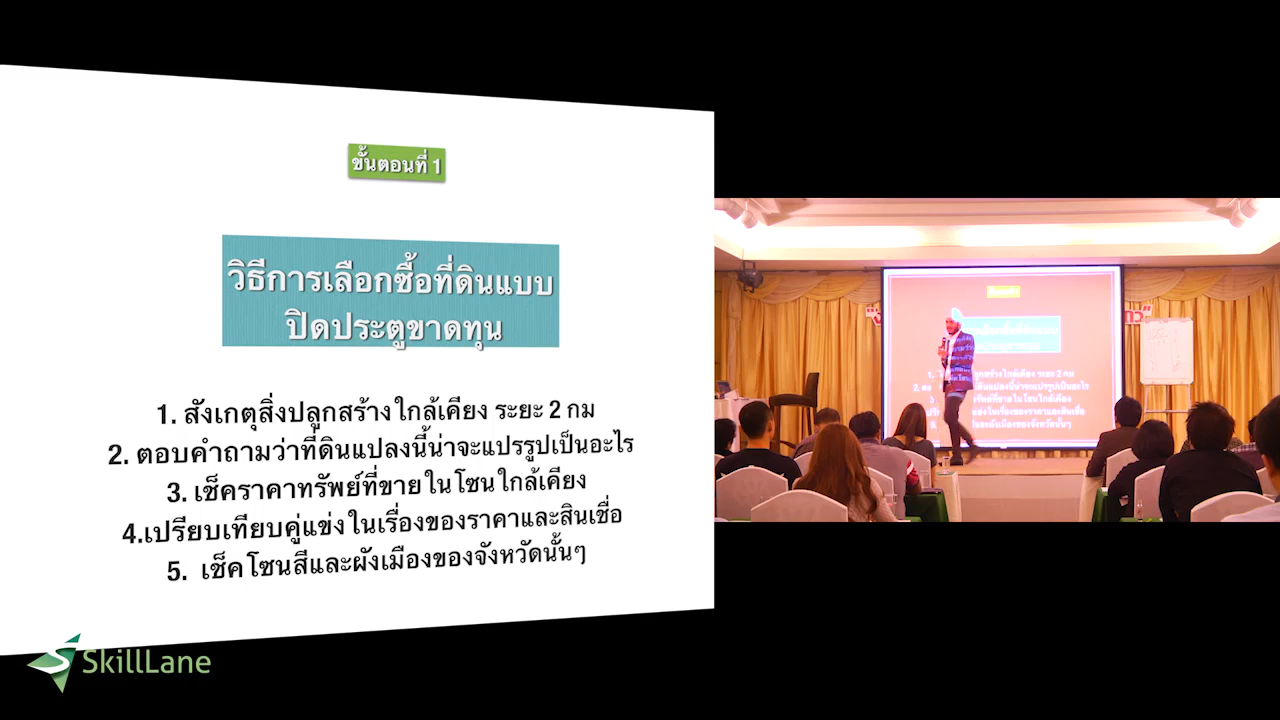 ขั้นตอนที่ 1
วิธีการเลือกซื้อที่ดินแบบ
ปิดประตูขาดทุน
1. สังเกตุสิ่งปลูกสร้างใกล้เคียง ระยะ 2 กม
2. ตอบคำถามว่าที่ดินแปลงนี้น่าจะแปรรูปเป็นอะไร
3. เช็คราคาทรัพย์ที่ขายในโซนใกล้เคียง
4.เปรียบเทียบคู่แข่งในเรื่องของราคาและสินเชื่อ
5. เช็คโซนสีและผังเมืองของจังหวัดนั้นๆ
SkillLane